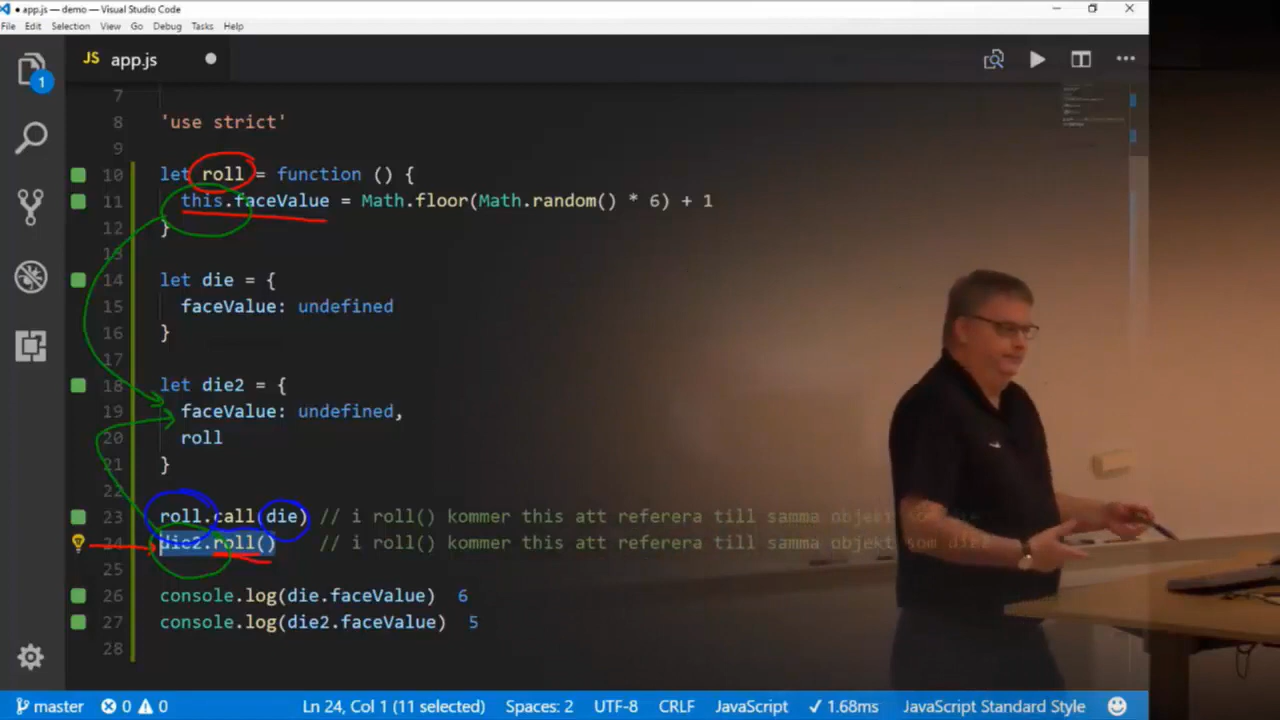 app.js — demo — Visual Studio Code
File Edit Selection View Go Debug Tasks Help
1
JS app.js
7
8 'use strict'
9
10 let roll = function () {
11 this.faceValue = Math.floor(Math.random() * 6) + 1
12 }
13
14 let die = {
15 faceValue: undefined
16 }
17
18 let die2 = {
19 faceValue: undefined,
20 roll
21 }
22
23 roll.call(die) // i roll() kommer this att referera till samma objekt som die
24 die2.roll() // i roll() kommer this att referera till samma objekt som die2
25
26 console.log(die.faceValue) 6
27 console.log(die2.faceValue) 5
28
master 0 0 Ln 24, Col 1 (11 selected) Spaces: 2 UTF-8 CRLF JavaScript ✓ 1.68ms JavaScript Standard Style